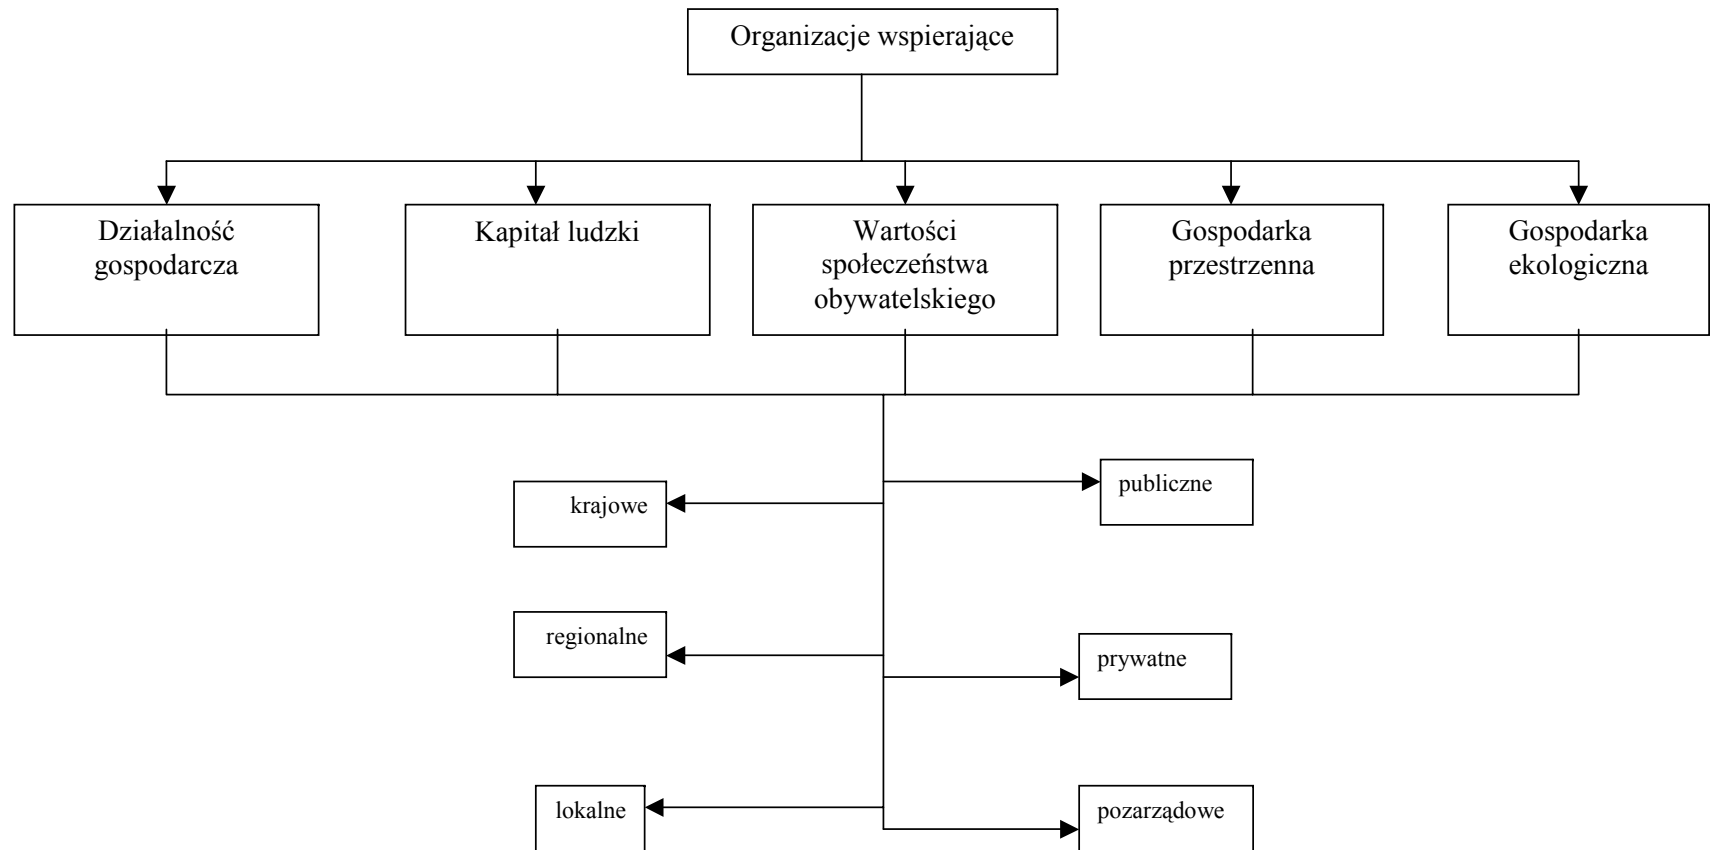 Organizacje wspierające
Działalność
gospodarcza
Kapitał ludzki
Wartości
społeczeństwa
obywatelskiego
Gospodarka
przestrzenna
Gospodarka
ekologiczna
krajowe
publiczne
regionalne
prywatne
lokalne
pozarządowe